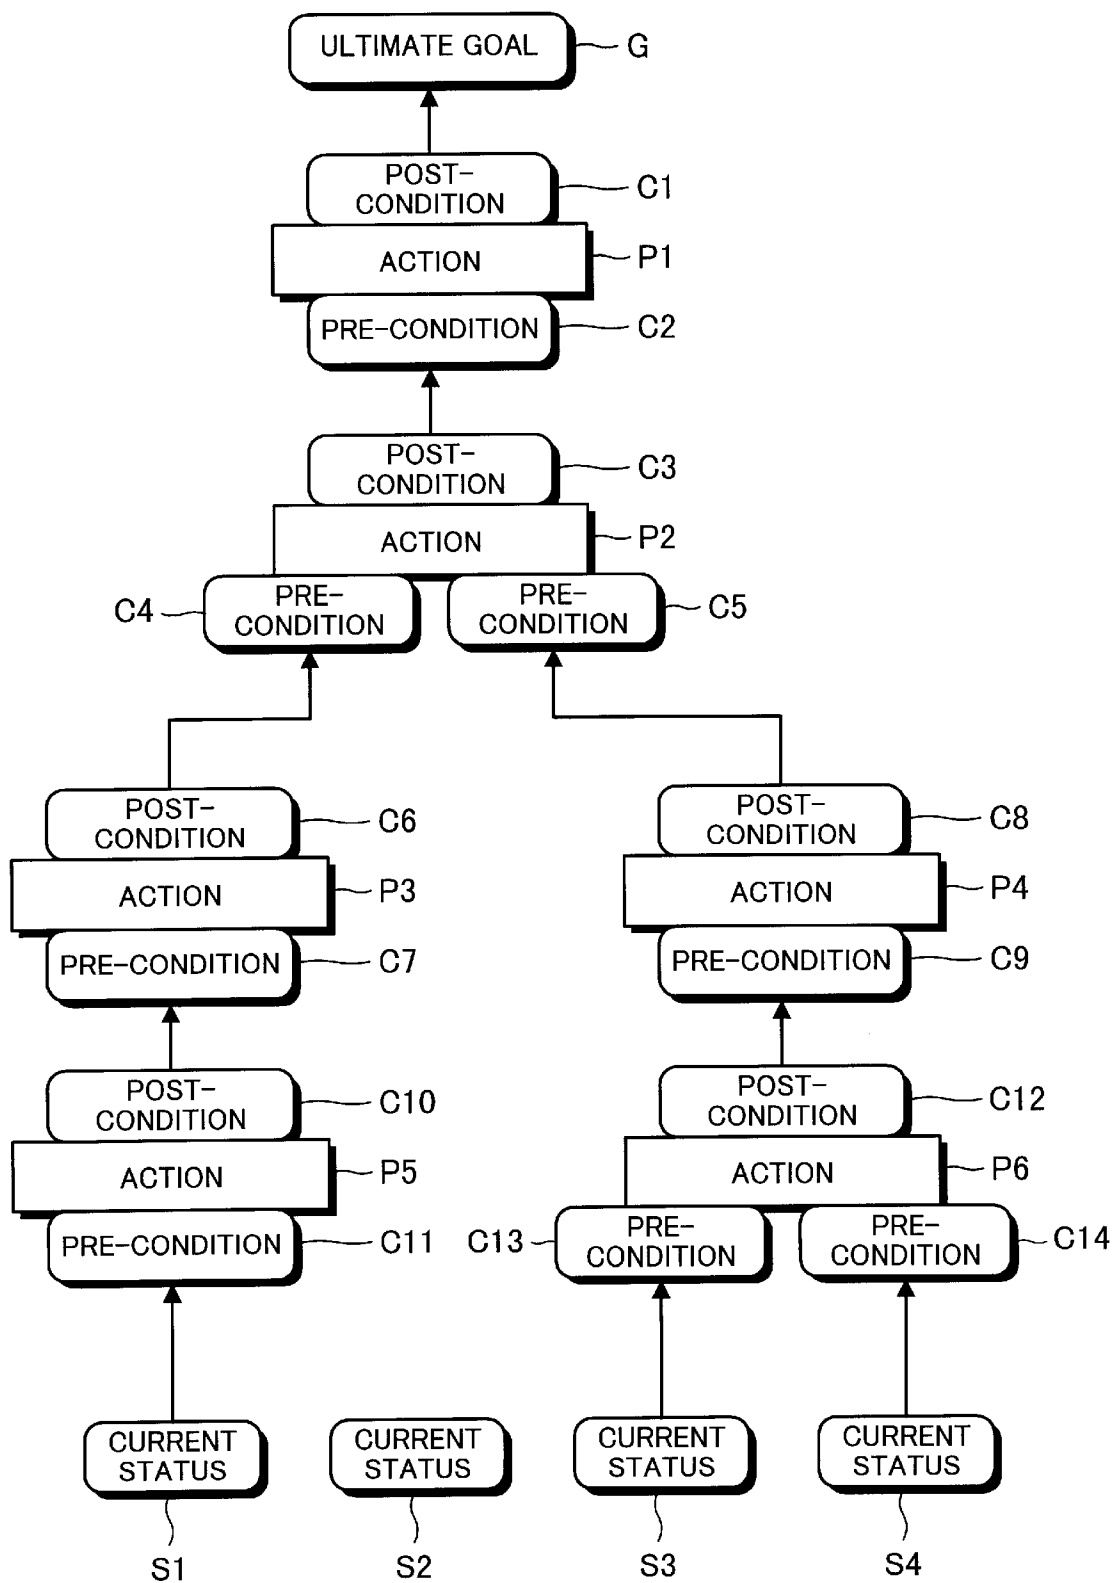 ULTIMATE GOAL
G
POST-
CONDITION
C1
ACTION
P1
PRE-CONDITION
C2
POST-
CONDITION
C3
ACTION
P2
C4
PRE-
CONDITION
PRE-
CONDITION
C5
POST-
CONDITION
C6
ACTION
P3
PRE-CONDITION
C7
POST-
CONDITION
C8
ACTION
P4
PRE-CONDITION
C9
POST-
CONDITION
C10
ACTION
P5
PRE-CONDITION
C11
POST-
CONDITION
C12
ACTION
P6
C13
PRE-
CONDITION
PRE-
CONDITION
C14
CURRENT
STATUS
S1
CURRENT
STATUS
S2
CURRENT
STATUS
S3
CURRENT
STATUS
S4